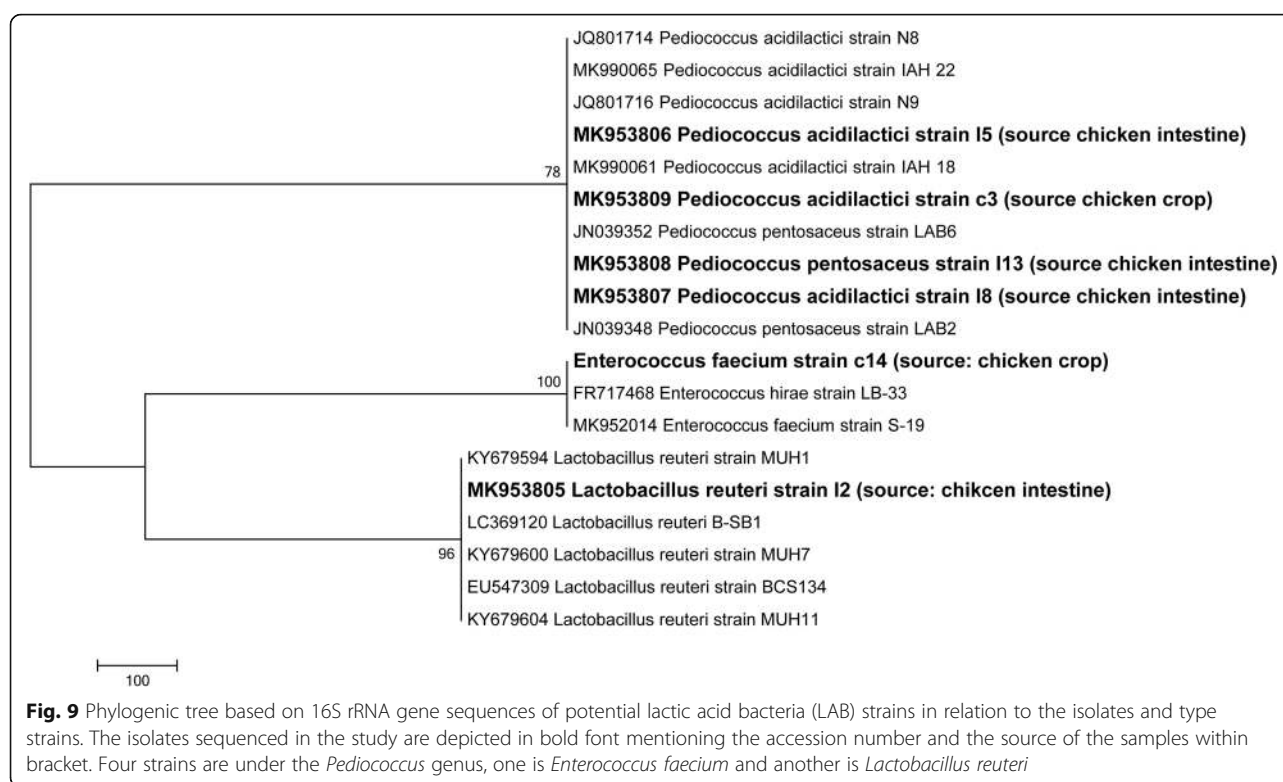 JQ801714 Pediococcus acidilactici strain N8
MK990065 Pediococcus acidilactici strain IAH 22
JQ801716 Pediococcus acidilactici strain N9
MK953806 Pediococcus acidilactici strain I5 (source chicken intestine)
78
MK990061 Pediococcus acidilactici strain IAH 18
MK953809 Pediococcus acidilactici strain c3 (source chicken crop)
JN039352 Pediococcus pentosaceus strain LAB6
MK953808 Pediococcus pentosaceus strain I13 (source chicken intestine)
MK953807 Pediococcus acidilactici strain I8 (source chicken intestine)
JN039348 Pediococcus pentosaceus strain LAB2
Enterococcus faecium strain c14 (source: chicken crop)
100
FR717468 Enterococcus hirae strain LB-33
MK952014 Enterococcus faecium strain S-19
KY679594 Lactobacillus reuteri strain MUH1
MK953805 Lactobacillus reuteri strain I2 (source: chikcen intestine)
LC369120 Lactobacillus reuteri B-SB1
96
KY679600 Lactobacillus reuteri strain MUH7
EU547309 Lactobacillus reuteri strain BCS134
KY679604 Lactobacillus reuteri strain MUH11
100
Fig. 9 Phylogenic tree based on 16S rRNA gene sequences of potential lactic acid bacteria (LAB) strains in relation to the isolates and type
strains. The isolates sequenced in the study are depicted in bold font mentioning the accession number and the source of the samples within
bracket. Four strains are under the Pediococcus genus, one is Enterococcus faecium and another is Lactobacillus reuteri